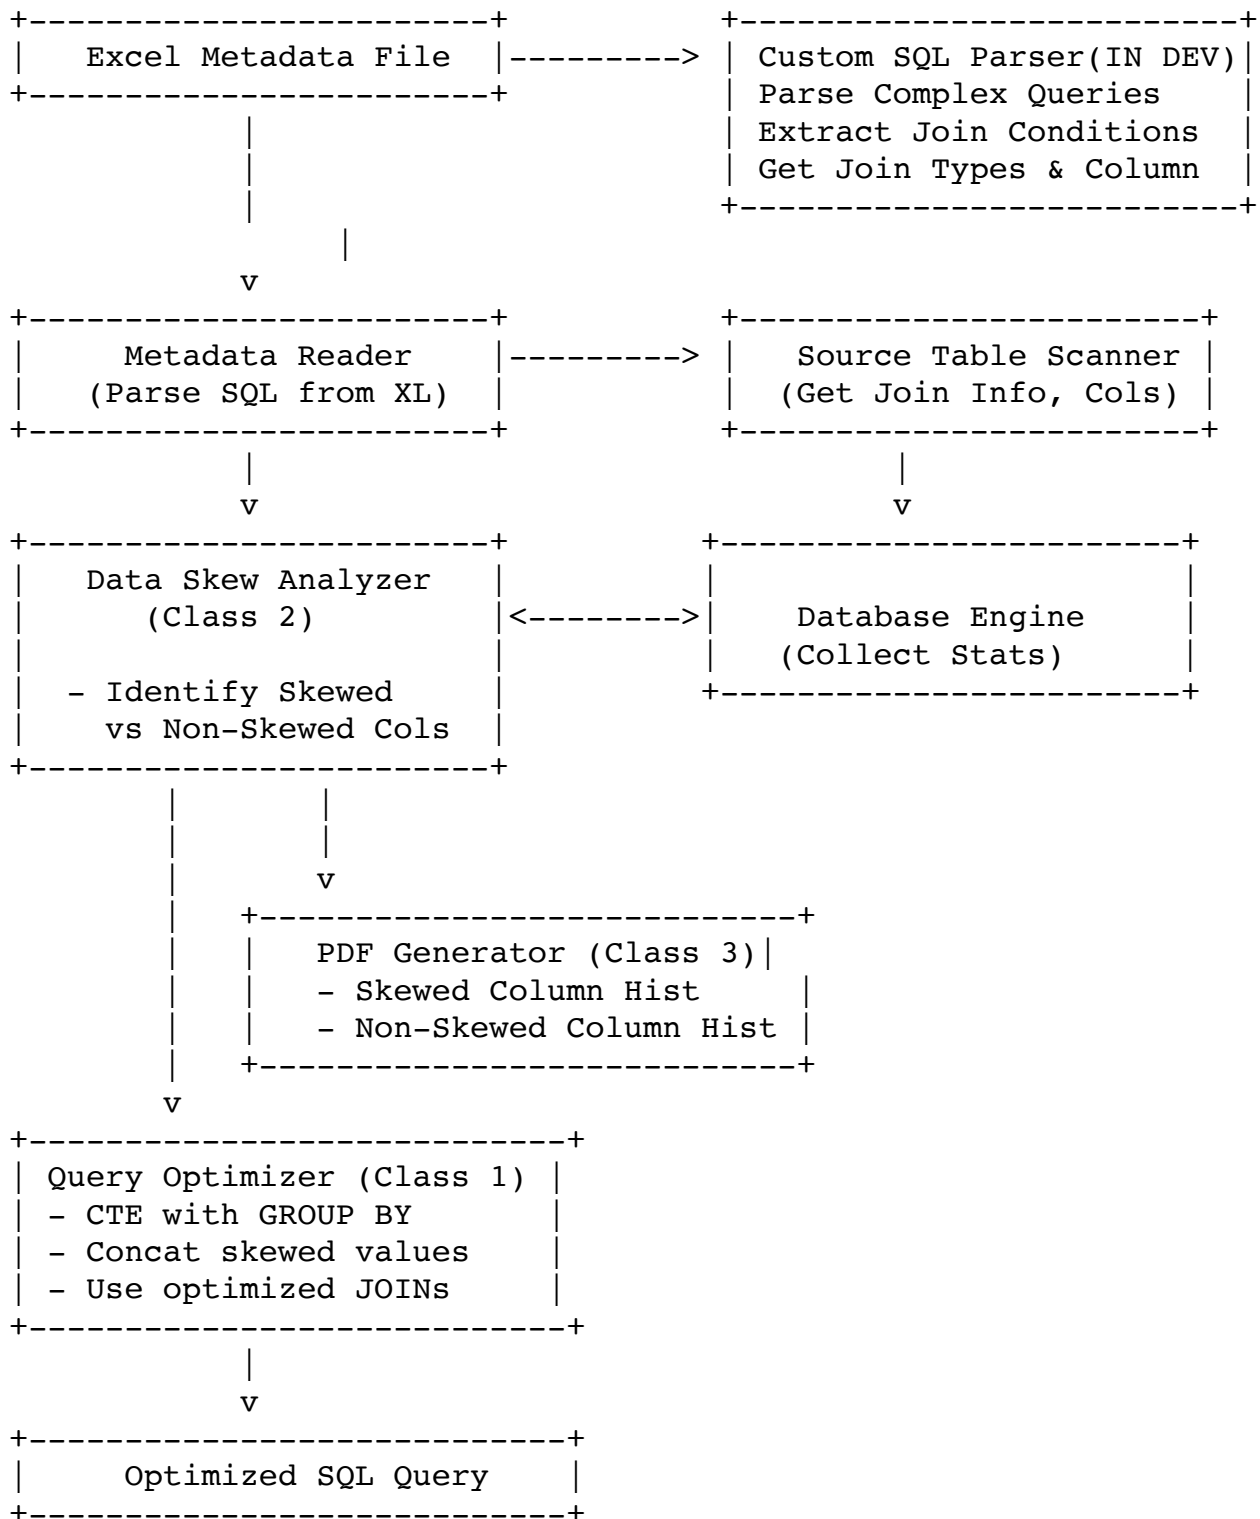 Excel Metadata File
Custom SQL Parser(IN DEV)
Parse Complex Queries
Extract Join Conditions
Get Join Types & Column
Metadata Reader
(Parse SQL from XL)
Source Table Scanner
(Get Join Info, Cols)
Data Skew Analyzer
(Class 2)
- Identify Skewed
vs Non-Skewed Cols
Database Engine
(Collect Stats)
PDF Generator (Class 3)
- Skewed Column Hist
- Non-Skewed Column Hist
Query Optimizer (Class 1)
- CTE with GROUP BY
- Concat skewed values
- Use optimized JOINs
Optimized SQL Query